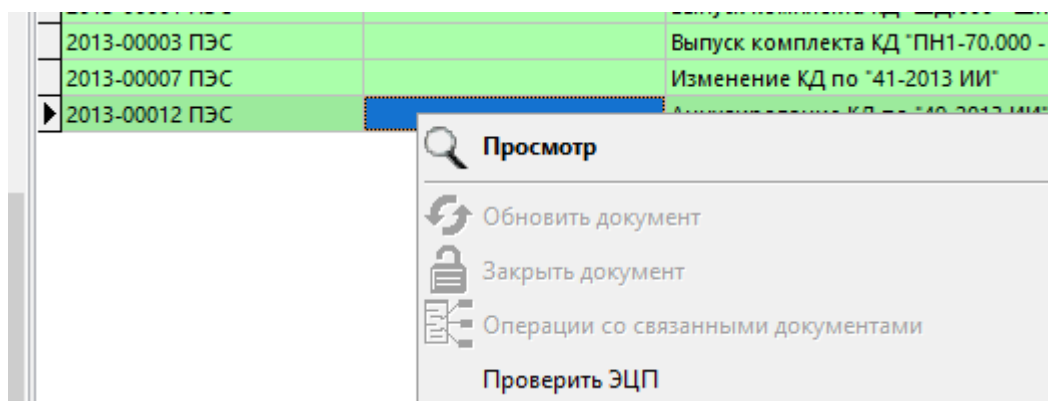 2013-00003 ПЭС Выпуск комплекта КД "ПН1-70.000 -
2013-00007 ПЭС Изменение КД по "41-2013 ИИ"
2013-00012 ПЭС
Просмотр
Обновить документ
Закрыть документ
Операции со связанными документами
Проверить ЭЦП